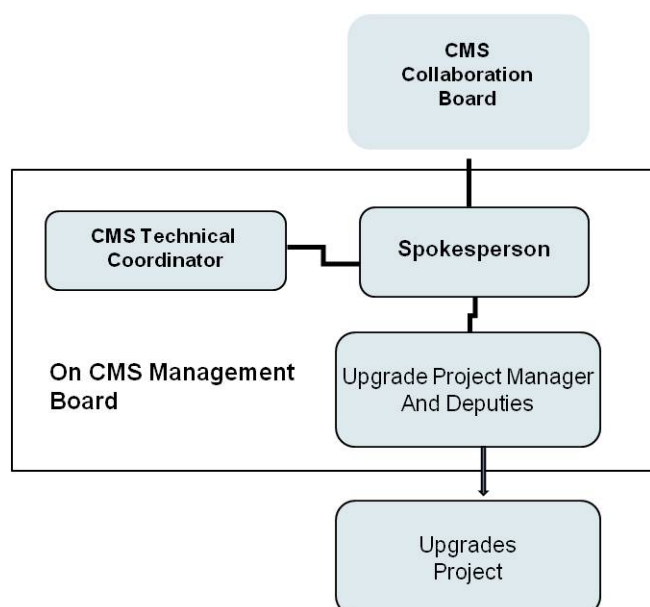 CMS
Collaboration
Board
CMS Technical
Coordinator
Spokesperson
On CMS Management
Board
Upgrade Project Manager
And Deputies
Upgrades
Project